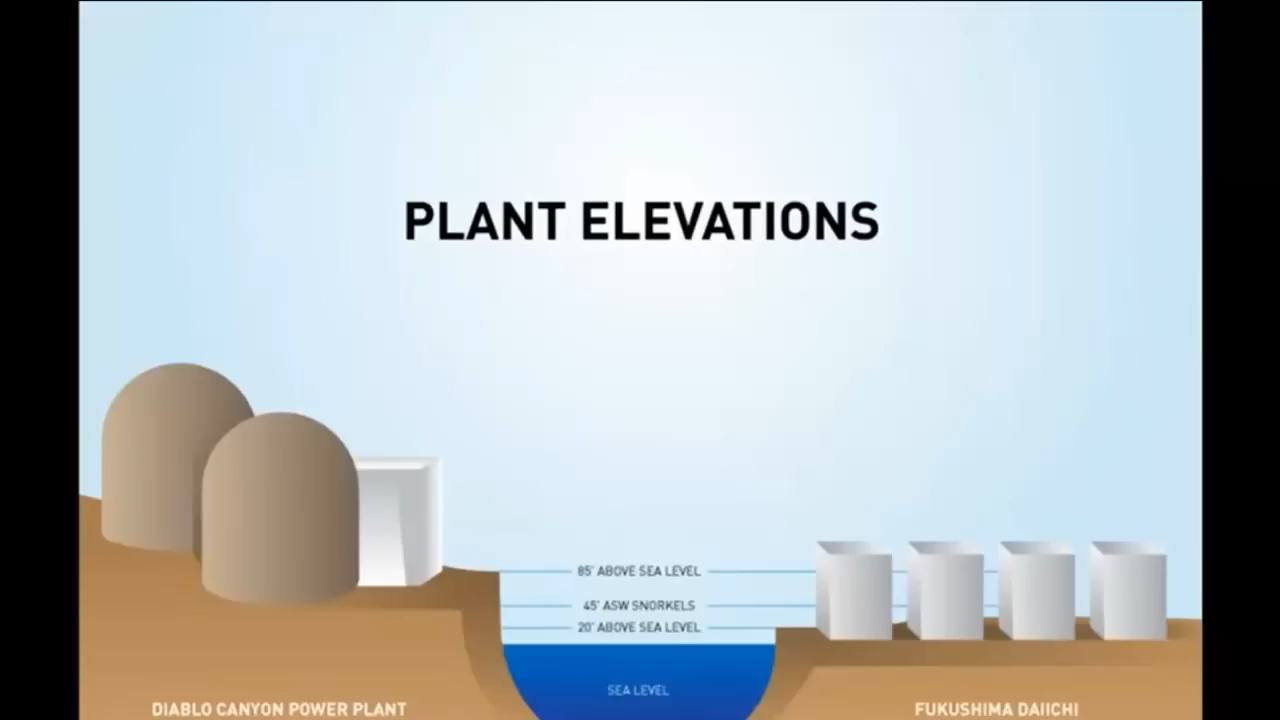 PLANT ELEVATIONS
85' ABOVE SEA LEVEL
45' ASW SNORKELS
20' ABOVE SEA LEVEL
SEA LEVEL
DIABLO CANYON POWER PLANT
FUKUSHIMA DAIICHI